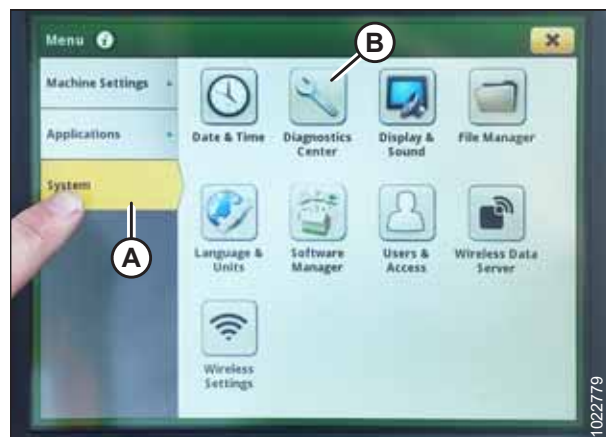 Menu i
B
Machine Settings
Applications
System
A
Date & Time
Diagnostics
Center
Display &
Sound
File Manager
Language &
Units
Software
Manager
Users &
Access
Wireless Data
Server
Wireless
Settings
1022779